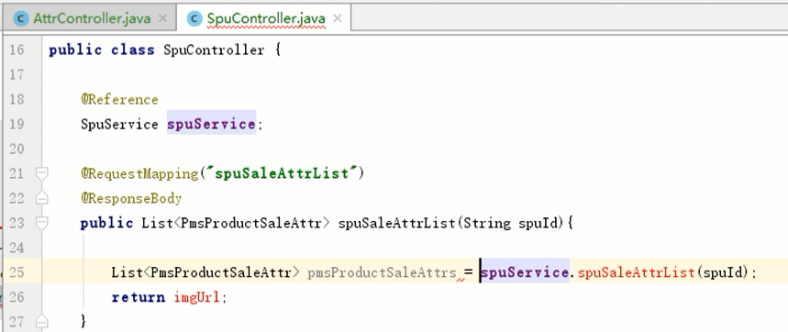 AttrController.java × SpuController.java ×
16 public class SpuController {
17
18 @Reference
19 SpuService spuService;
20
21 @RequestMapping("spuSaleAttrList")
22 @ResponseBody
23 public List<PmsProductSaleAttr> spuSaleAttrList(String spuId){
24
25 List<PmsProductSaleAttr> pmsProductSaleAttrs = spuService.spuSaleAttrList(spuId);
26 return imgUrl;
27 }